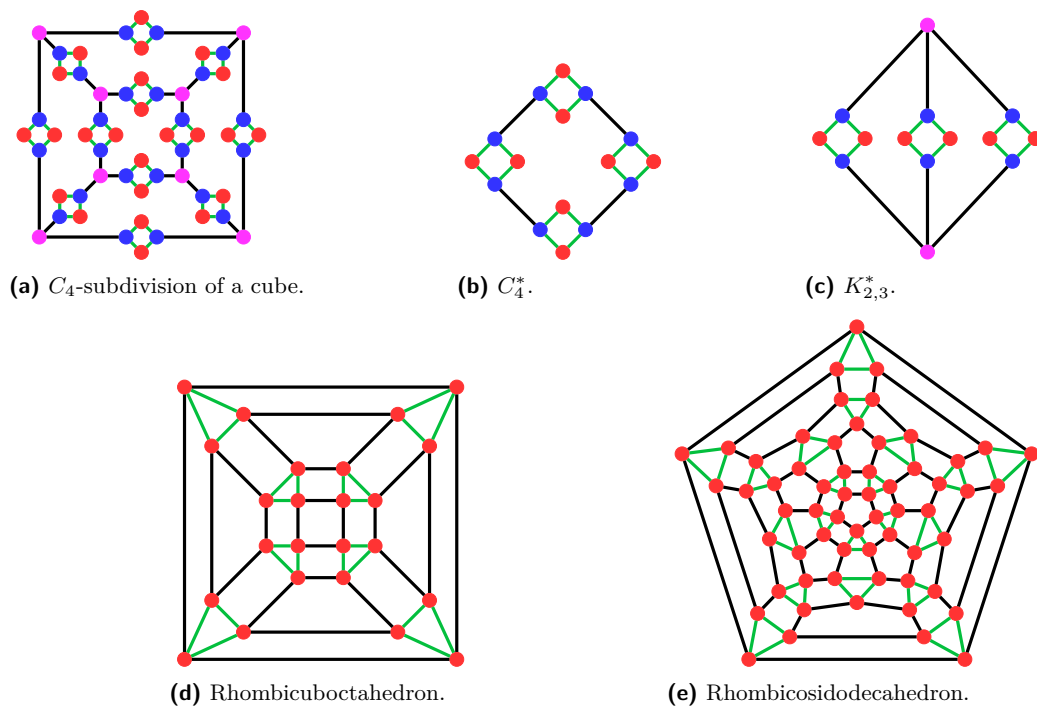 (a) C₄-subdivision of a cube.
(b) C₄*.
(c) K₂,₃*.
(d) Rhombicuboctahedron.
(e) Rhombicosidodecahedron.